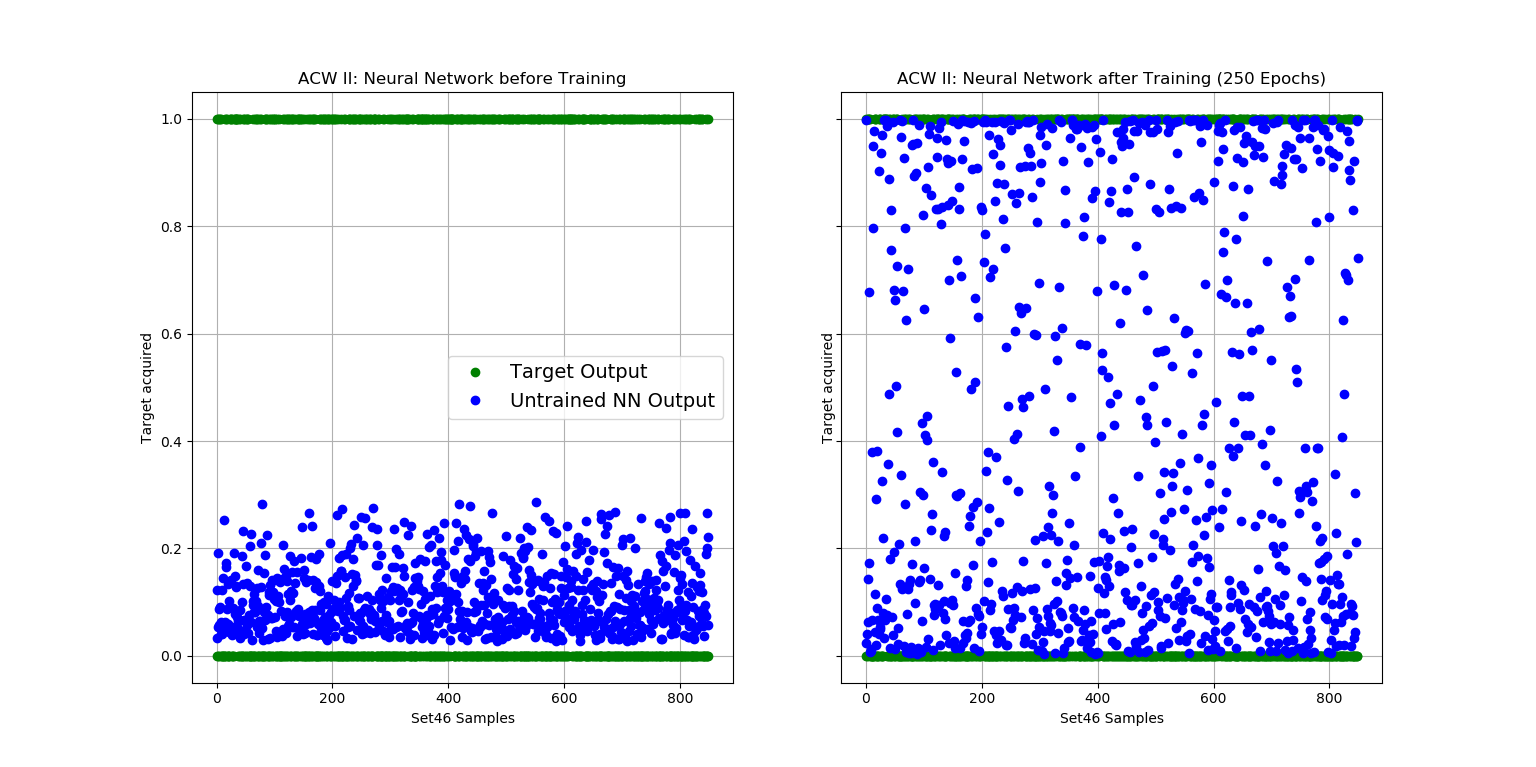 ACW II: Neural Network before Training
1.0
0.8
0.6
0.4
0.2
0.0
Target acquired
Target Output
Untrained NN Output
0 200 400 600 800
Set46 Samples
ACW II: Neural Network after Training (250 Epochs)
Target acquired
0 200 400 600 800
Set46 Samples